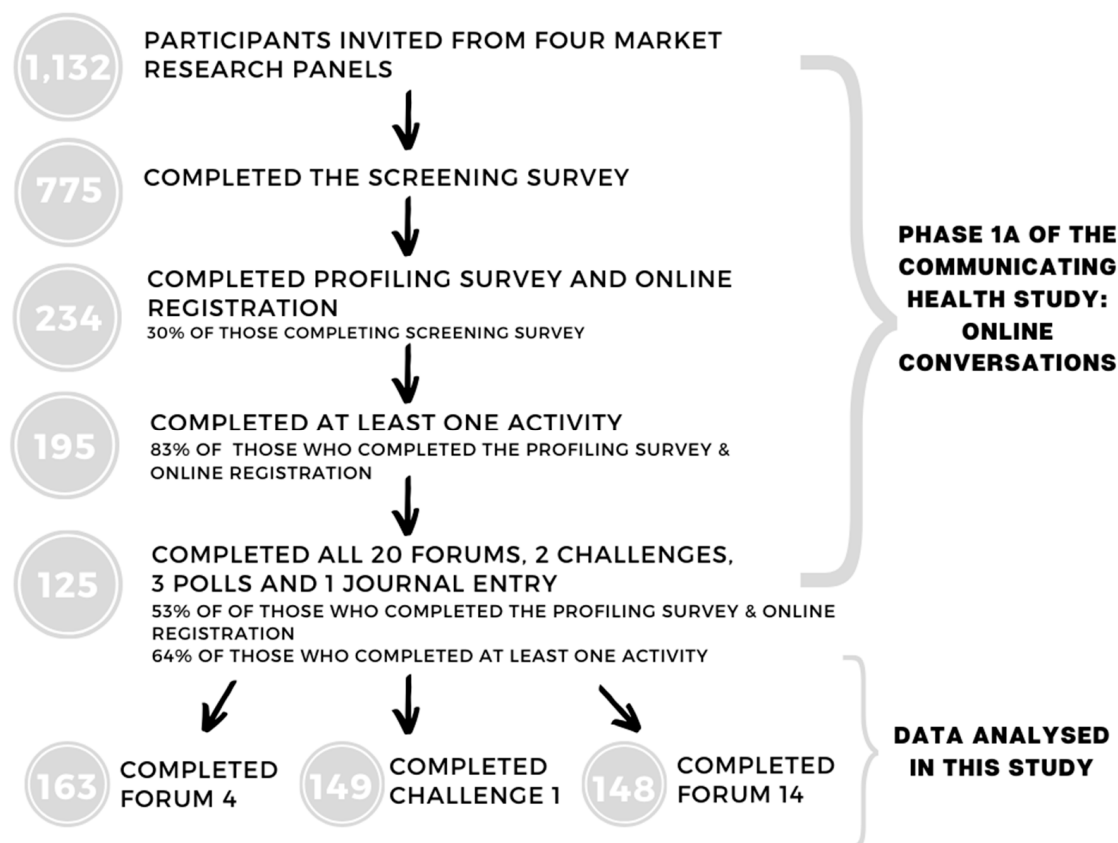 1,132
PARTICIPANTS INVITED FROM FOUR MARKET
RESEARCH PANELS
775
COMPLETED THE SCREENING SURVEY
234
COMPLETED PROFILING SURVEY AND ONLINE
REGISTRATION
30% OF THOSE COMPLETING SCREENING SURVEY
195
COMPLETED AT LEAST ONE ACTIVITY
83% OF THOSE WHO COMPLETED THE PROFILING SURVEY &
ONLINE REGISTRATION
125
COMPLETED ALL 20 FORUMS, 2 CHALLENGES,
3 POLLS AND 1 JOURNAL ENTRY
53% OF OF THOSE WHO COMPLETED THE PROFILING SURVEY & ONLINE
REGISTRATION
64% OF THOSE WHO COMPLETED AT LEAST ONE ACTIVITY
PHASE 1A OF THE
COMMUNICATING
HEALTH STUDY:
ONLINE
CONVERSATIONS
163
COMPLETED
FORUM 4
149
COMPLETED
CHALLENGE 1
148
COMPLETED
FORUM 14
DATA ANALYSED
IN THIS STUDY